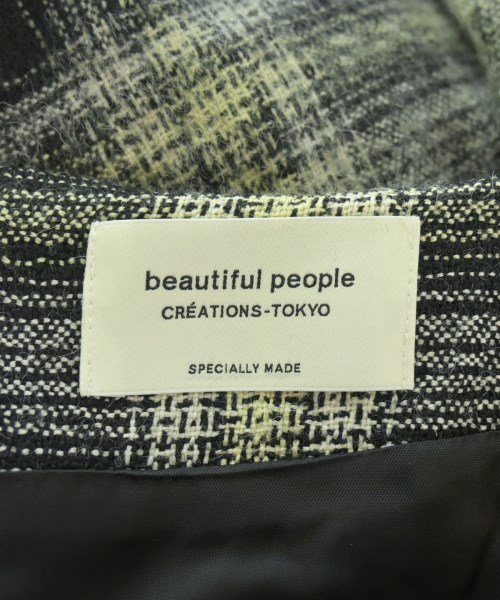 beautiful people
CRÉATIONS-TOKYO
SPECIALLY MADE